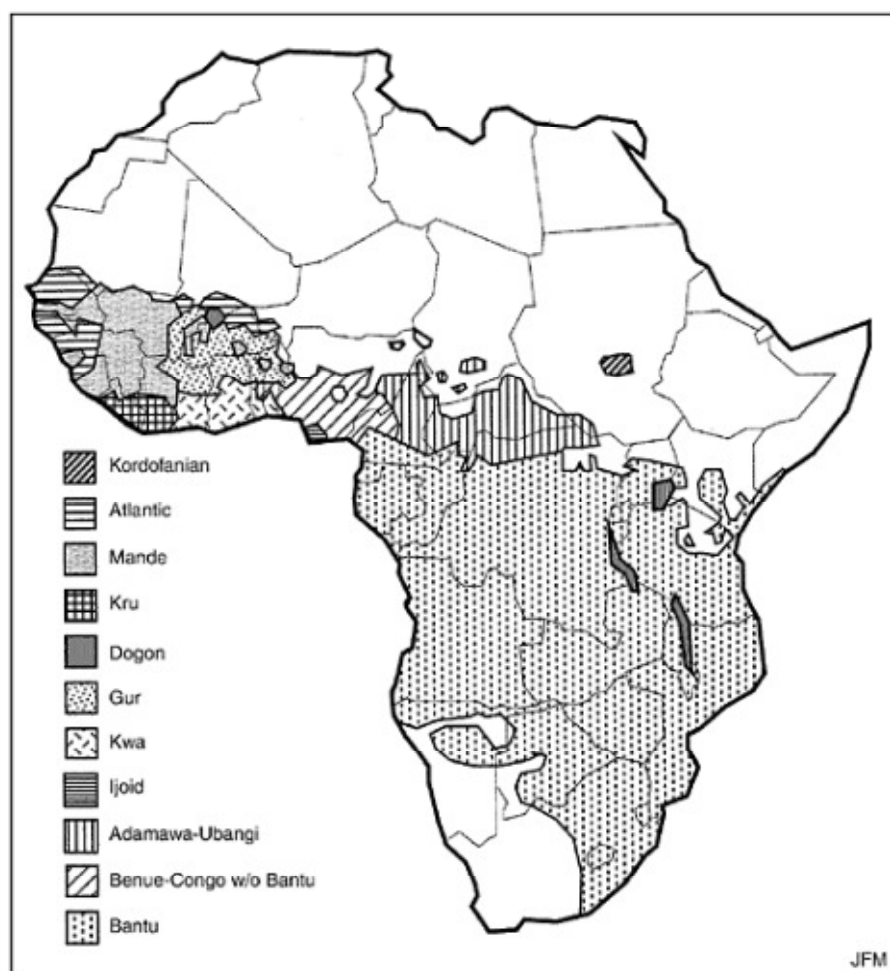 Kordofanian
Atlantic
Mande
Kru
Dogon
Gur
Kwa
Ijoid
Adamawa-Ubangi
Benue-Congo w/o Bantu
Bantu
JFM